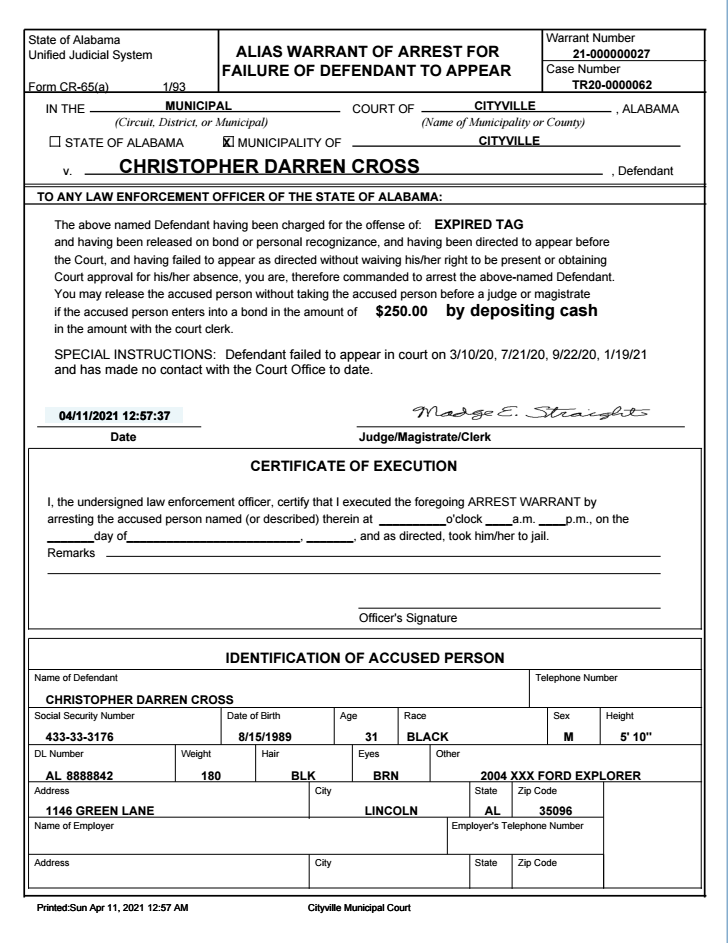 State of Alabama
Unified Judicial System
Form CR-65(a) 1/93
ALIAS WARRANT OF ARREST FOR
FAILURE OF DEFENDANT TO APPEAR
Warrant Number
21-000000027
Case Number
TR20-0000062
IN THE MUNICIPAL COURT OF CITYVILLE , ALABAMA
(Circuit, District, or Municipal) (Name of Municipality or County)
☐ STATE OF ALABAMA ☒ MUNICIPALITY OF CITYVILLE
v. CHRISTOPHER DARREN CROSS , Defendant
TO ANY LAW ENFORCEMENT OFFICER OF THE STATE OF ALABAMA:
The above named Defendant having been charged for the offense of: EXPIRED TAG
and having been released on bond or personal recognizance, and having been directed to appear before
the Court, and having failed to appear as directed without waiving his/her right to be present or obtaining
Court approval for his/her absence, you are, therefore commanded to arrest the above-named Defendant.
You may release the accused person without taking the accused person before a judge or magistrate
if the accused person enters into a bond in the amount of $250.00 by depositing cash
in the amount with the court clerk.
SPECIAL INSTRUCTIONS: Defendant failed to appear in court on 3/10/20, 7/21/20, 9/22/20, 1/19/21
and has made no contact with the Court Office to date.
04/11/2021 12:57:37 Madge E. Straight
Date Judge/Magistrate/Clerk
CERTIFICATE OF EXECUTION
I, the undersigned law enforcement officer, certify that I executed the foregoing ARREST WARRANT by
arresting the accused person named (or described) therein at __________o'clock ____a.m. ____p.m., on the
_______day of__________________________, _______, and as directed, took him/her to jail.
Remarks
Officer's Signature
IDENTIFICATION OF ACCUSED PERSON
Name of Defendant Telephone Number
CHRISTOPHER DARREN CROSS
Social Security Number Date of Birth Age Race Sex Height
433-33-3176 8/15/1989 31 BLACK M 5' 10"
DL Number Weight Hair Eyes Other
AL 8888842 180 BLK BRN 2004 XXX FORD EXPLORER
Address City State Zip Code
1146 GREEN LANE LINCOLN AL 35096
Name of Employer Employer's Telephone Number
Address City State Zip Code
Printed:Sun Apr 11, 2021 12:57 AM Cityville Municipal Court